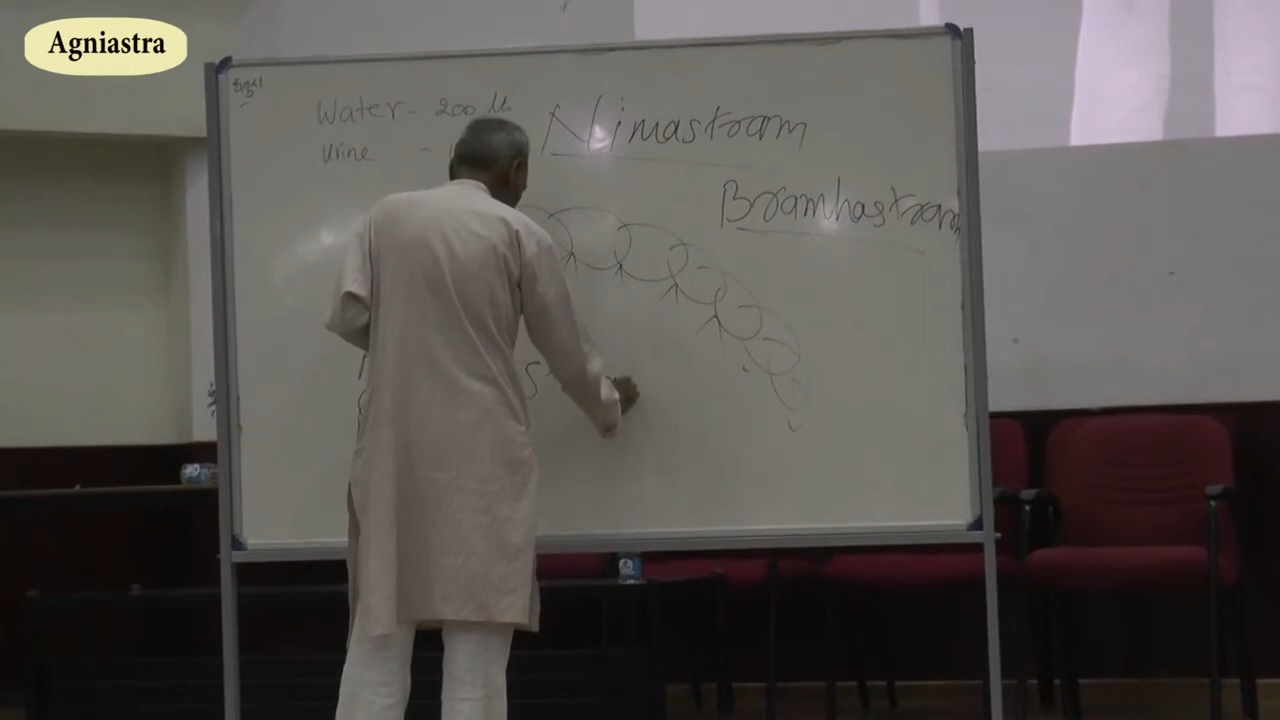 Agniastra
Water - 200
Urine -
Nimastram
Bramhastram